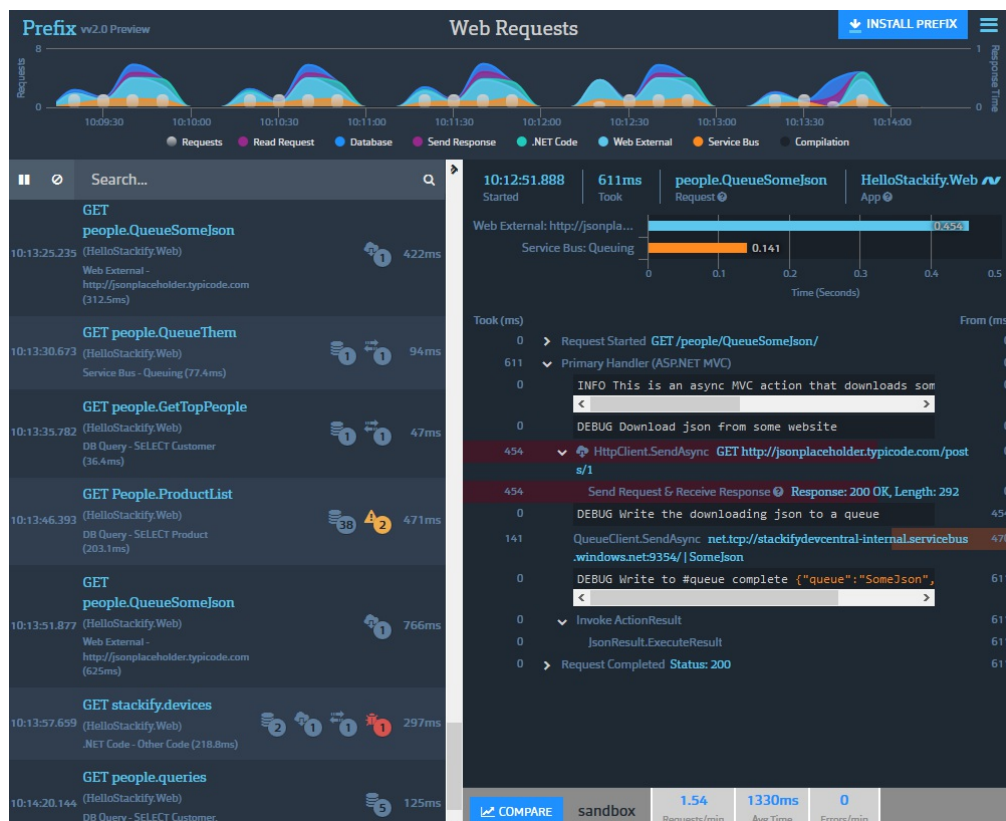 Prefix vv2.0 Preview
Web Requests
INSTALL PREFIX
Requests
8
0
1
0
Response Time
10:09:30 10:10:00 10:10:30 10:11:00 10:11:30 10:12:00 10:12:30 10:13:00 10:13:30 10:14:00
Requests Read Request Database Send Response .NET Code Web External Service Bus Compilation
Search...
GET
people.QueueSomeJson
10:13:25.235 (HelloStackify.Web) 1 422ms
Web External -
http://jsonplaceholder.typicode.com
(312.5ms)
GET people.QueueThem
10:13:30.673 (HelloStackify.Web) 1 1 94ms
Service Bus - Queuing (77.4ms)
GET people.GetTopPeople
10:13:35.782 (HelloStackify.Web) 1 1 47ms
DB Query - SELECT Customer
(36.4ms)
GET People.ProductList
10:13:46.393 (HelloStackify.Web) 38 2 471ms
DB Query - SELECT Product
(203.1ms)
GET
people.QueueSomeJson
10:13:51.877 (HelloStackify.Web) 1 766ms
Web External -
http://jsonplaceholder.typicode.com
(625ms)
GET stackify.devices
10:13:57.659 (HelloStackify.Web) 2 1 1 1 297ms
.NET Code - Other Code (218.8ms)
GET people.queries
10:14:20.144 (HelloStackify.Web) 5 125ms
DB Query - SELECT Customer,
10:12:51.888 611ms people.QueueSomeJson HelloStackify.Web
Started Took Request App
Web External: http://jsonpla... 0.454
Service Bus: Queuing 0.141
0 0.1 0.2 0.3 0.4 0.5
Time (Seconds)
Took (ms) From (ms
0 Request Started GET /people/QueueSomeJson/
611 Primary Handler (ASP.NET MVC)
0 INFO This is an async MVC action that downloads som
0 DEBUG Download json from some website
454 HttpClient.SendAsync GET http://jsonplaceholder.typicode.com/post
s/1
454 Send Request & Receive Response Response: 200 OK, Length: 292
0 DEBUG Write the downloading json to a queue 454
141 QueueClient.SendAsync net.tcp://stackifydevcentral-internal.servicebus 470
.windows.net:9354/ | SomeJson
0 DEBUG Write to #queue complete {"queue":"SomeJson", 611
0 Invoke ActionResult 611
0 JsonResult.ExecuteResult 611
0 Request Completed Status: 200 611
COMPARE sandbox
1.54 1330ms 0
Requests/min Avg Time Errors/min